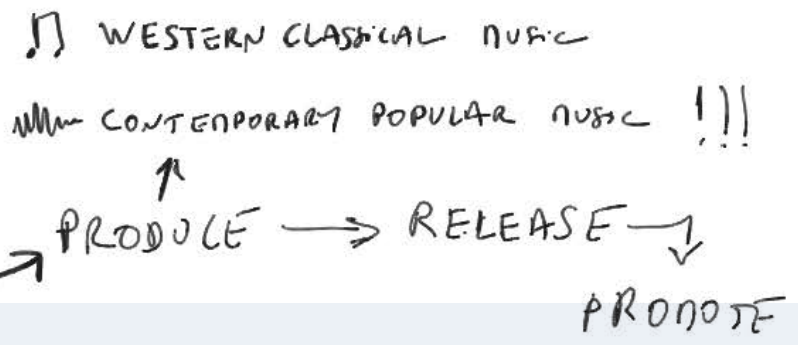 ♫ WESTERN CLASSICAL MUSIC
CONTEMPORARY POPULAR MUSIC !!!
↑
→ PRODUCE → RELEASE →
PROMOTE